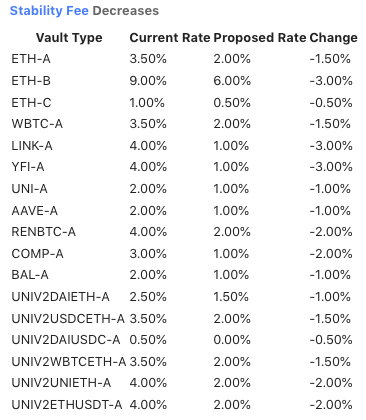 Stability Fee Decreases
Vault Type Current Rate Proposed Rate Change
ETH-A 3.50% 2.00% -1.50%
ETH-B 9.00% 6.00% -3.00%
ETH-C 1.00% 0.50% -0.50%
WBTC-A 3.50% 2.00% -1.50%
LINK-A 4.00% 1.00% -3.00%
YFI-A 4.00% 1.00% -3.00%
UNI-A 2.00% 1.00% -1.00%
AAVE-A 2.00% 1.00% -1.00%
RENBTC-A 4.00% 2.00% -2.00%
COMP-A 3.00% 1.00% -2.00%
BAL-A 2.00% 1.00% -1.00%
UNIV2DAIETH-A 2.50% 1.50% -1.00%
UNIV2USDCETH-A 3.50% 2.00% -1.50%
UNIV2DAIUSDC-A 0.50% 0.00% -0.50%
UNIV2WBTCETH-A 3.50% 2.00% -1.50%
UNIV2UNIETH-A 4.00% 2.00% -2.00%
UNIV2ETHUSDT-A 4.00% 2.00% -2.00%